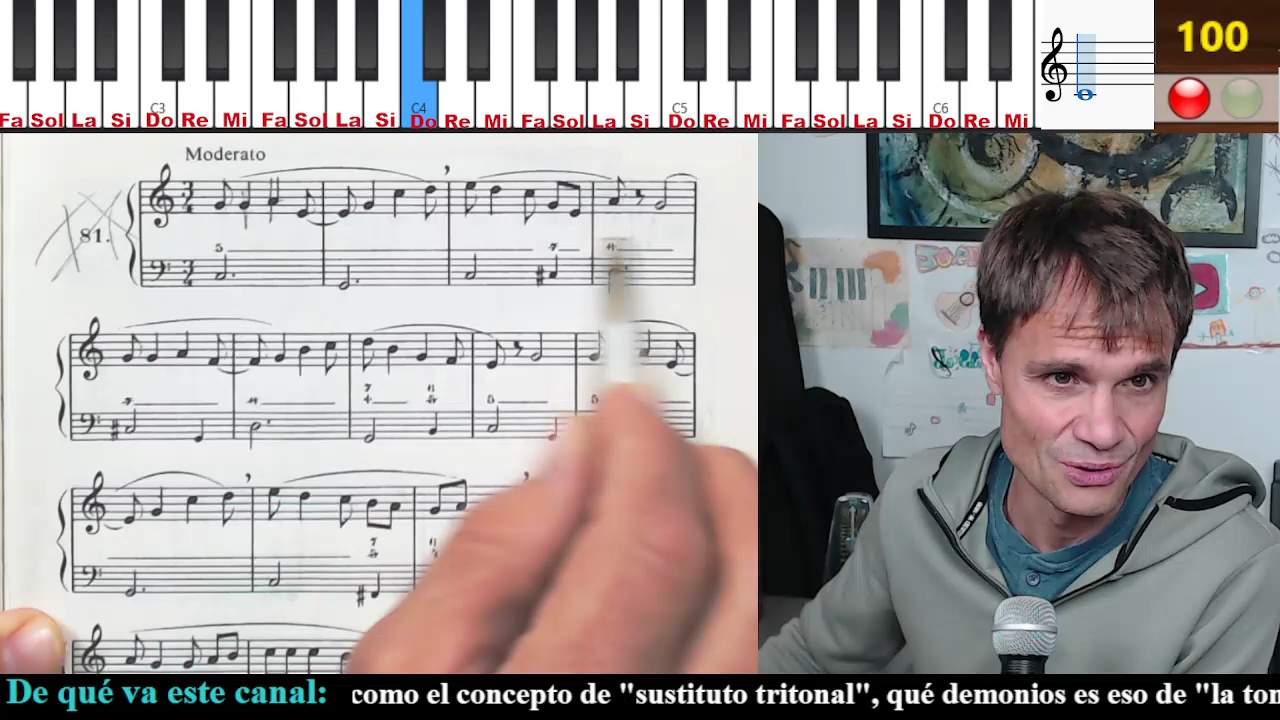 C3 C4 C5 C6
Fa Sol La Si Do Re Mi Fa Sol La Si Do Re Mi Fa Sol La Si Do Re Mi Fa Sol La Si Do Re Mi
100
Moderato
81.
De qué va este canal: como el concepto de "sustituto tritonal", qué demonios es eso de "la ton